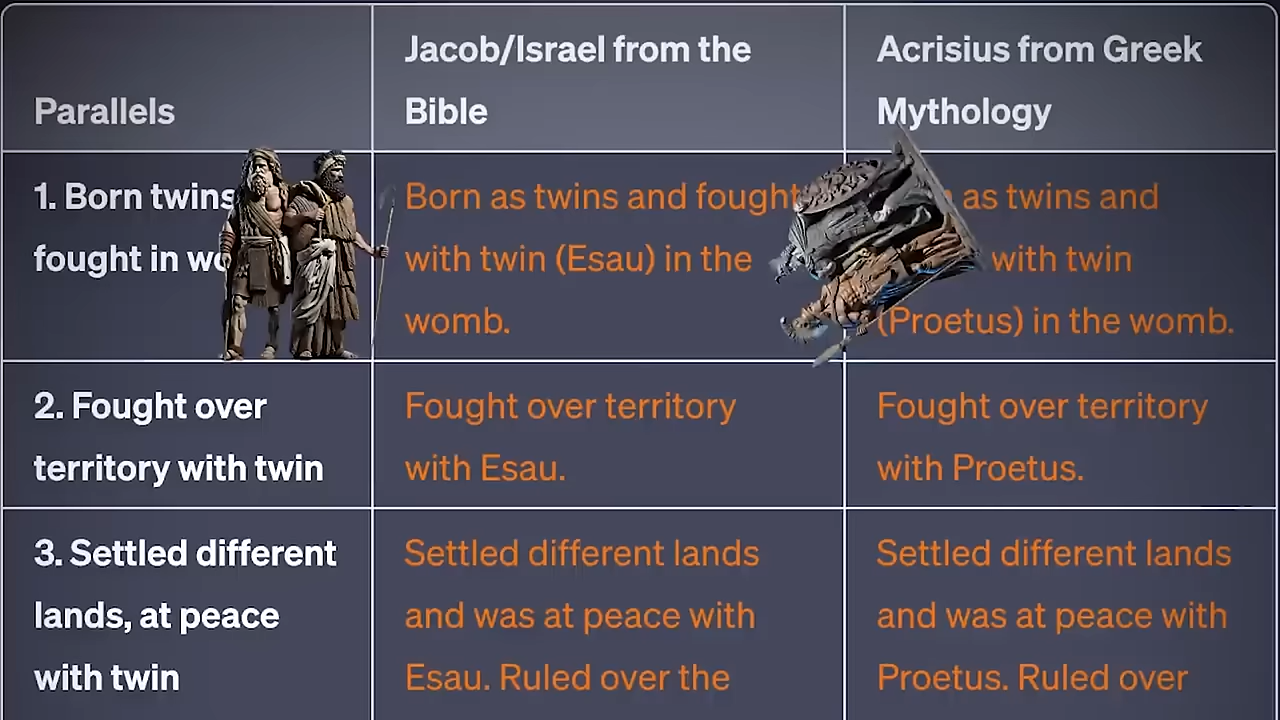 Parallels
Jacob/Israel from the
Bible
Acrisius from Greek
Mythology
1. Born twins
fought in
Born as twins and fought
with twin (Esau) in the
womb.
as twins and
with twin
(Proetus) in the womb.
2. Fought over
territory with twin
Fought over territory
with Esau.
Fought over territory
with Proetus.
3. Settled different
lands, at peace
with twin
Settled different lands
and was at peace with
Esau. Ruled over the
Settled different lands
and was at peace with
Proetus. Ruled over